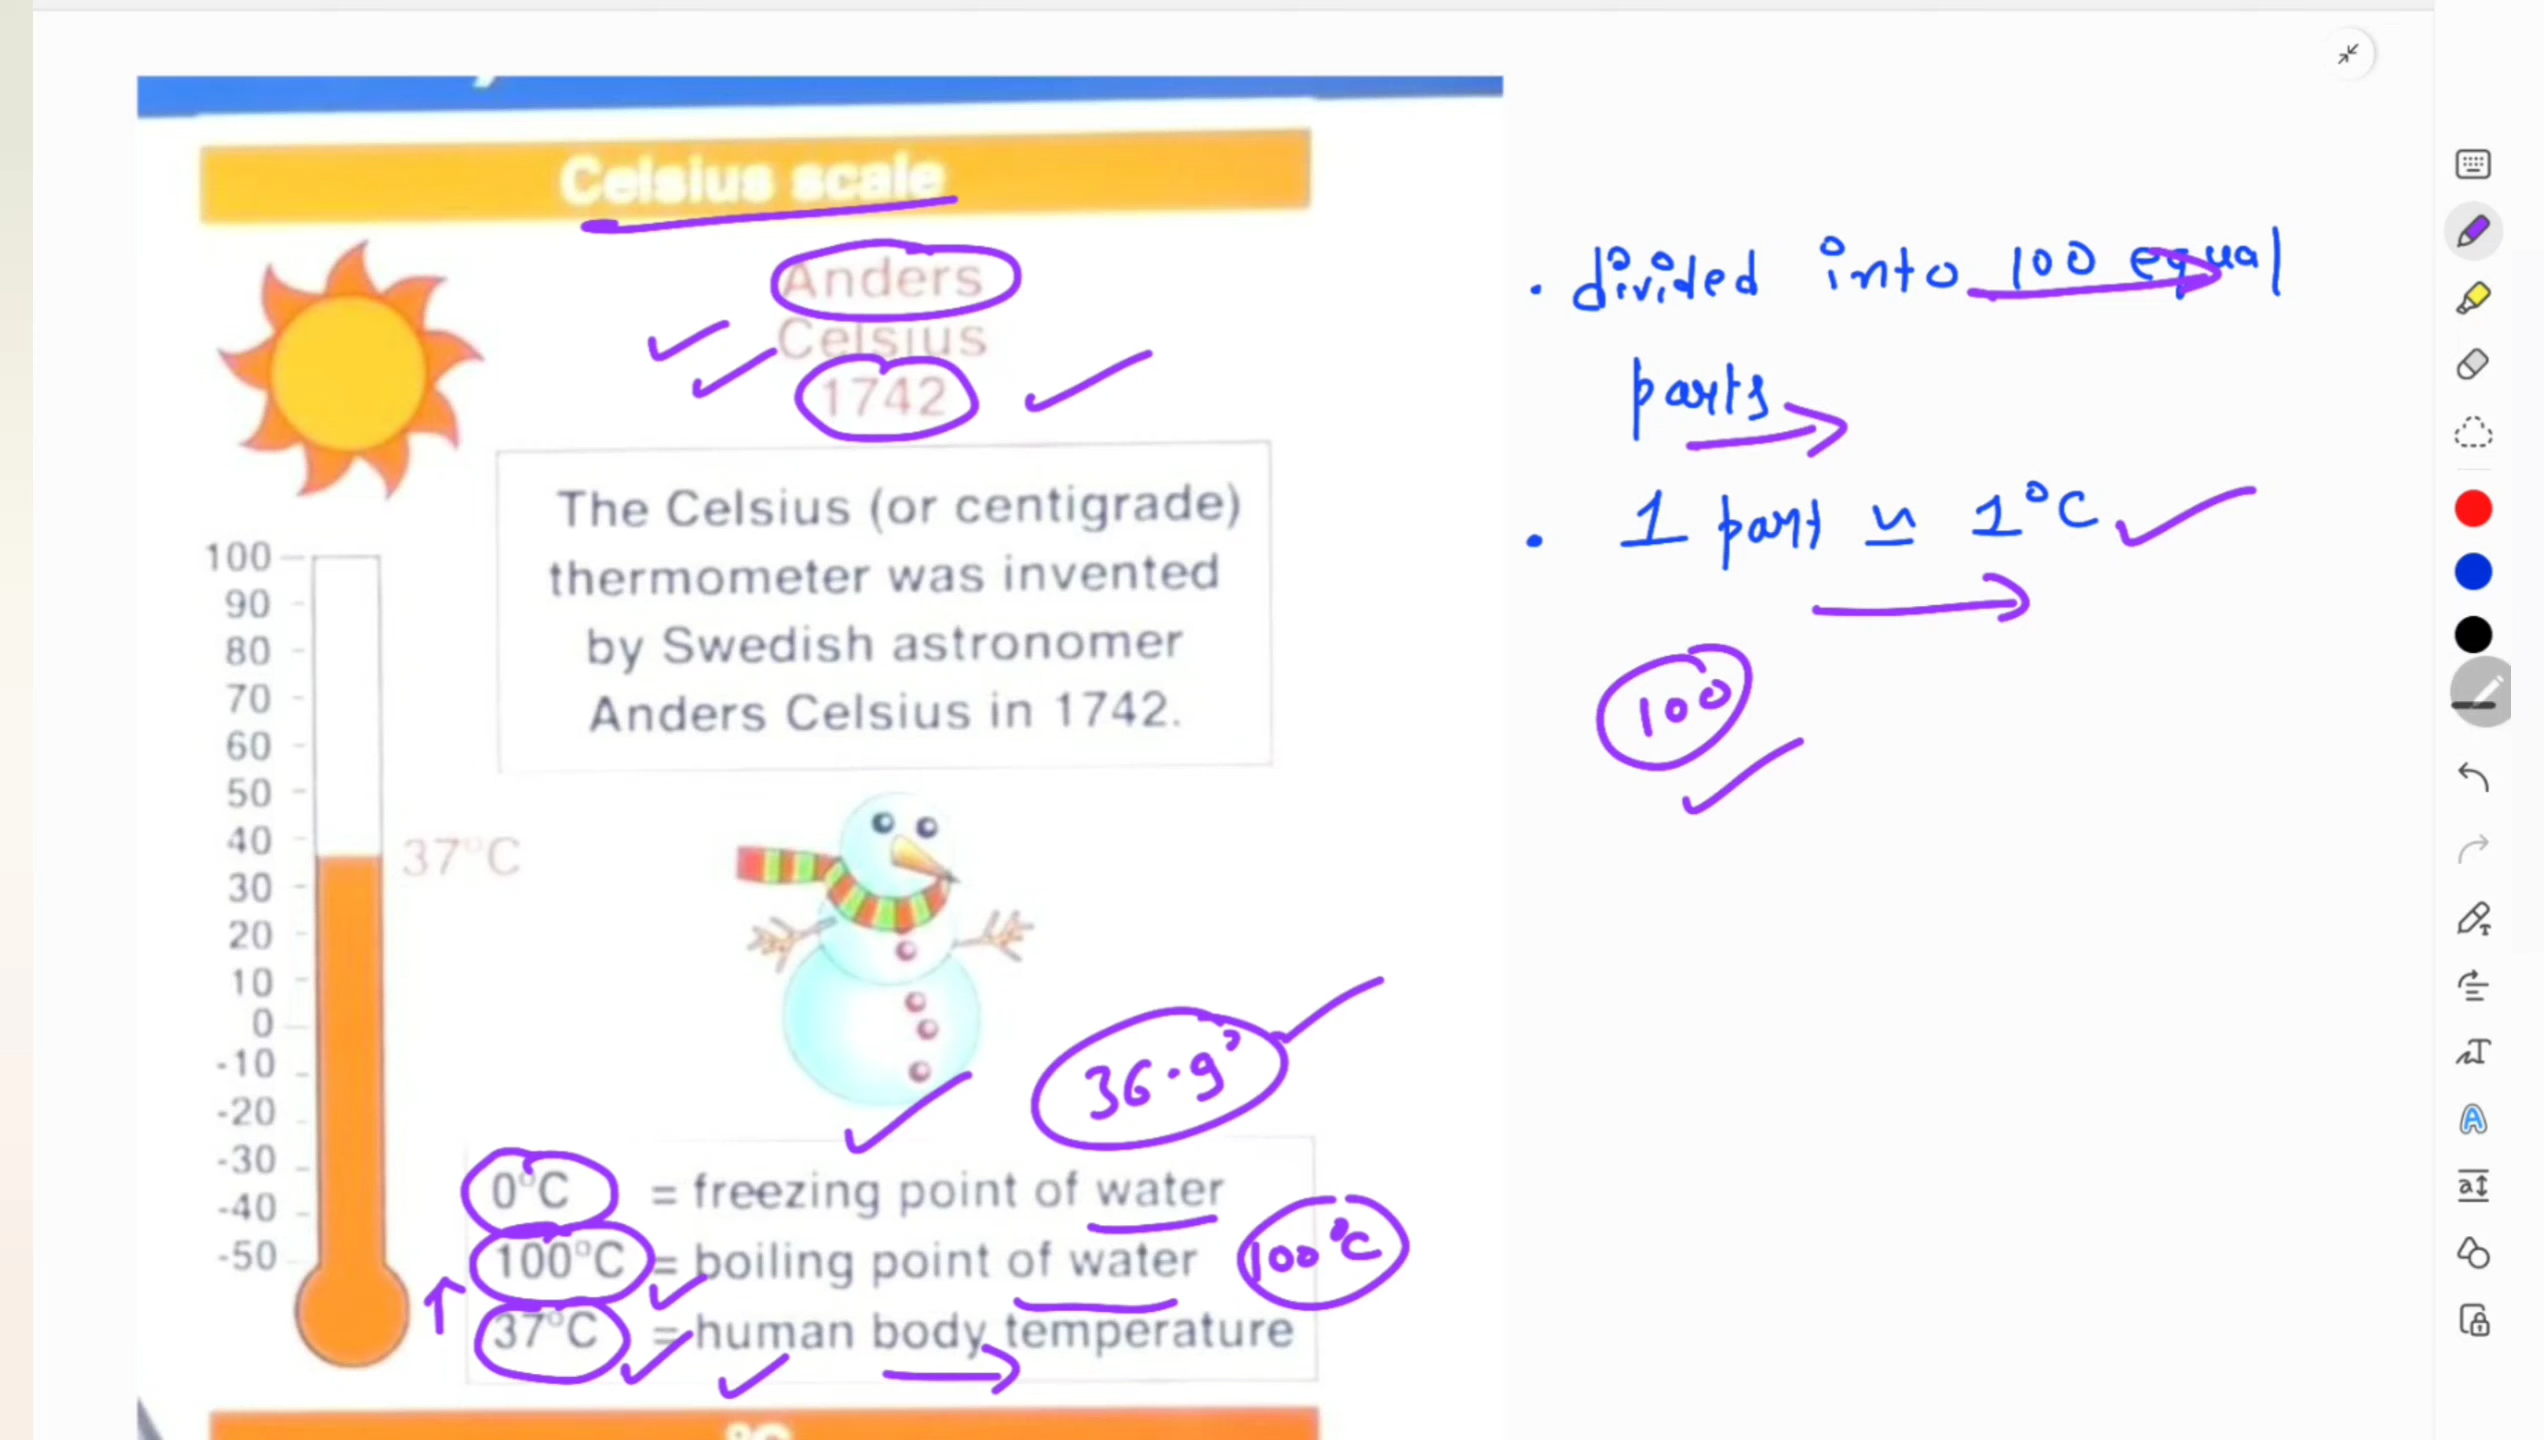 Celsius scale
Anders
Celsius
1742
The Celsius (or centigrade)
thermometer was invented
by Swedish astronomer
Anders Celsius in 1742.
100
90
80
70
60
50
40
30
20
10
0
-10
-20
-30
-40
-50
37°C
36.9°
0°C = freezing point of water
100°C = boiling point of water
100°C
37°C = human body temperature
°C
. divided into 100 equal
parts
. 1 part = 1°C
100